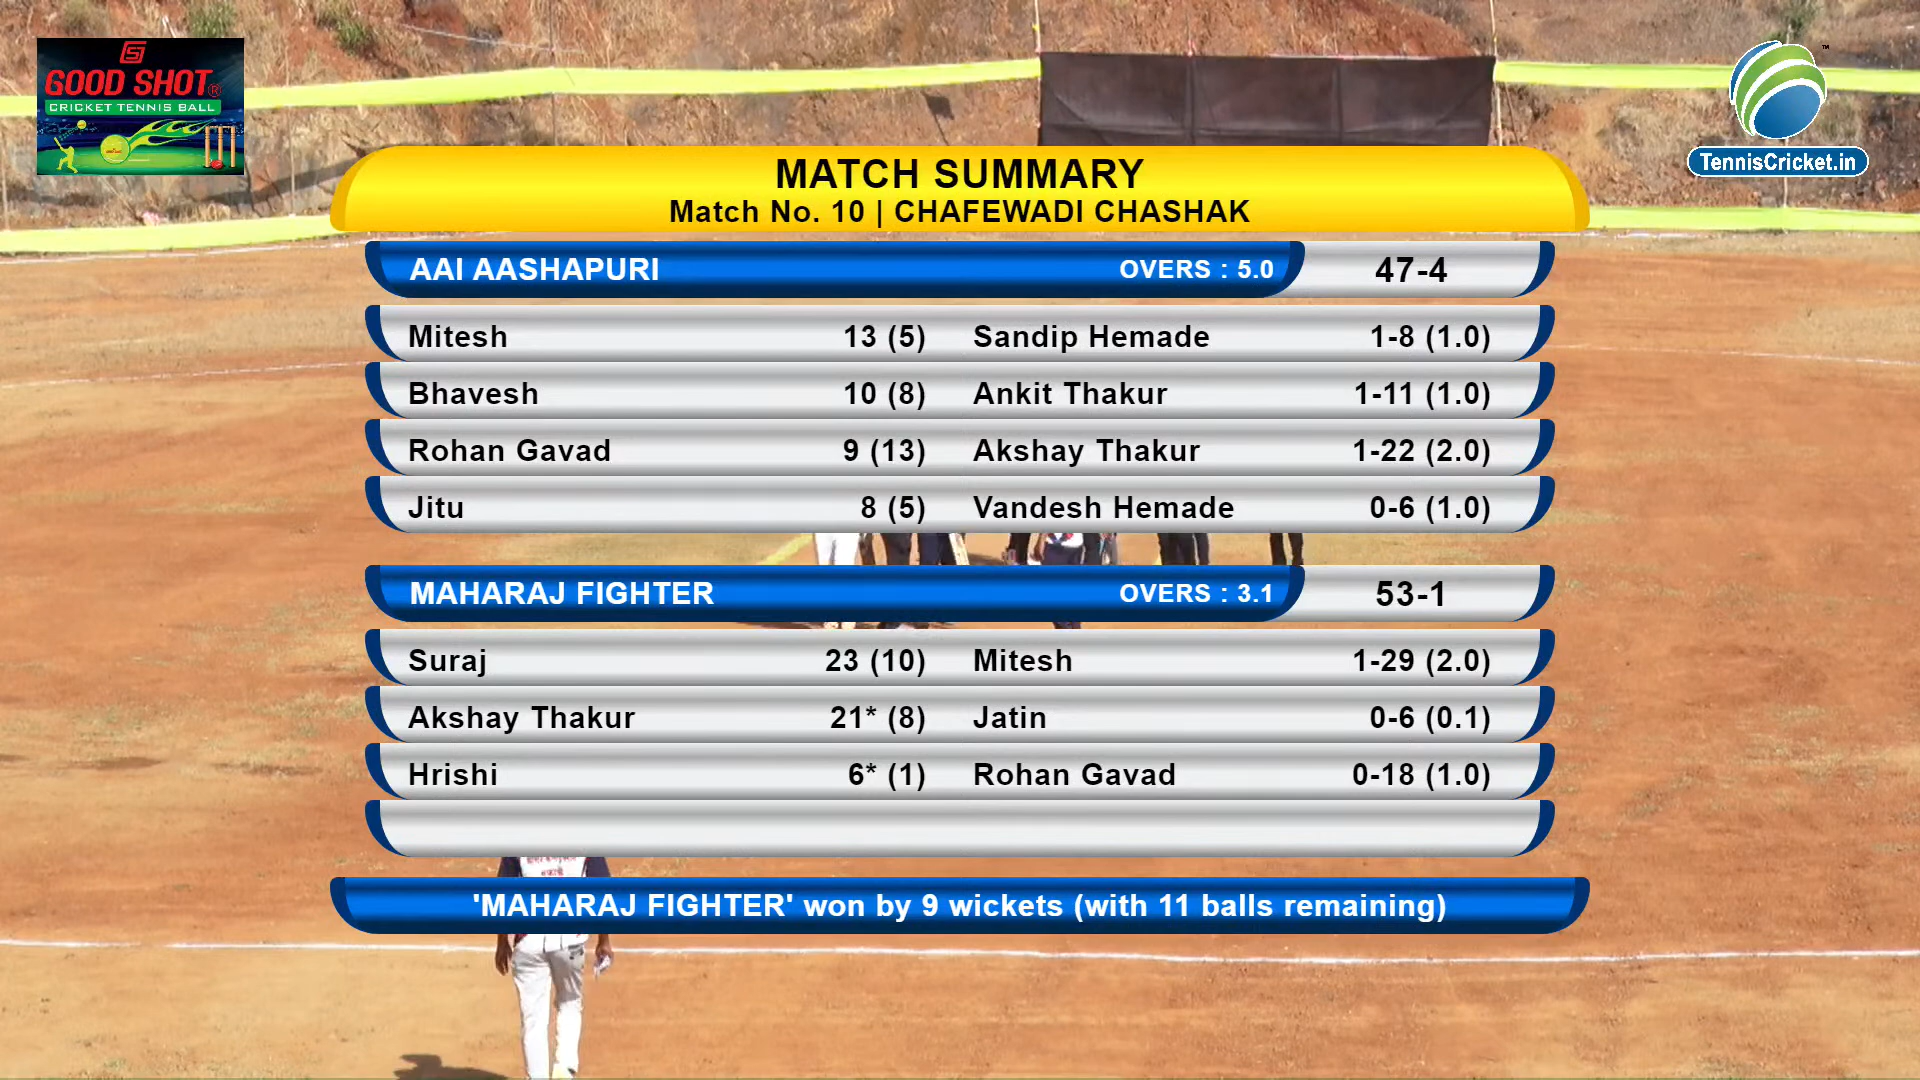 GOOD SHOT®
CRICKET TENNIS BALL
TM
TennisCricket.in
MATCH SUMMARY
Match No. 10 | CHAFEWADI CHASHAK
AAI AASHAPURI OVERS : 5.0 47-4
Mitesh 13 (5) Sandip Hemade 1-8 (1.0)
Bhavesh 10 (8) Ankit Thakur 1-11 (1.0)
Rohan Gavad 9 (13) Akshay Thakur 1-22 (2.0)
Jitu 8 (5) Vandesh Hemade 0-6 (1.0)
MAHARAJ FIGHTER OVERS : 3.1 53-1
Suraj 23 (10) Mitesh 1-29 (2.0)
Akshay Thakur 21* (8) Jatin 0-6 (0.1)
Hrishi 6* (1) Rohan Gavad 0-18 (1.0)
'MAHARAJ FIGHTER' won by 9 wickets (with 11 balls remaining)